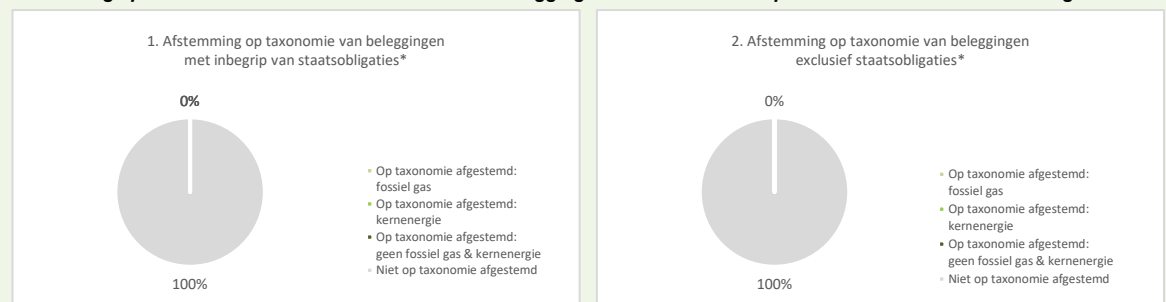 1. Afstemming op taxonomie van beleggingen
met inbegrip van staatsobligaties*
0%
100%
Op taxonomie afgestemd:
fossiel gas
Op taxonomie afgestemd:
kernenergie
Op taxonomie afgestemd:
geen fossiel gas & kernenergie
Niet op taxonomie afgestemd
2. Afstemming op taxonomie van beleggingen
exclusief staatsobligaties*
0%
100%
Op taxonomie afgestemd:
fossiel gas
Op taxonomie afgestemd:
kernenergie
Op taxonomie afgestemd:
geen fossiel gas & kernenergie
Niet op taxonomie afgestemd